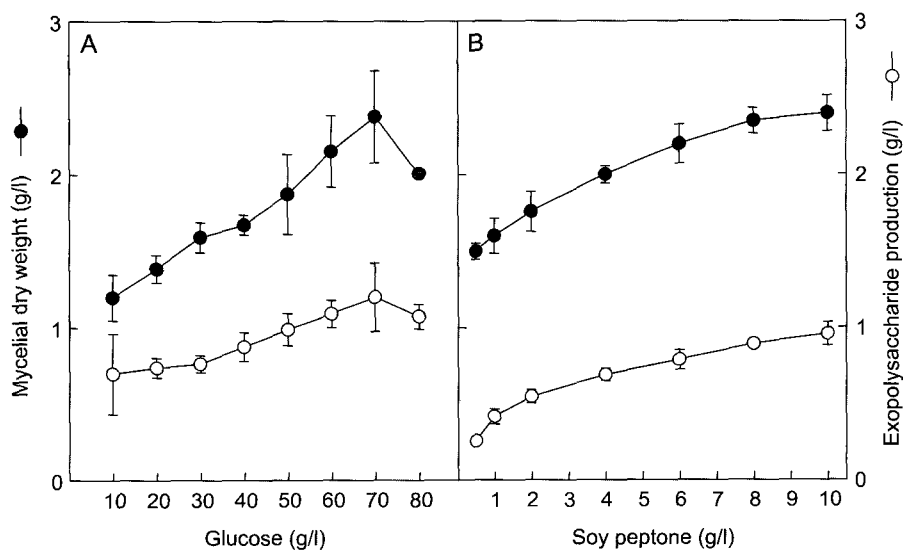 A
B
3
2
1
0
Mycelial dry weight (g/l)
10 20 30 40 50 60 70 80
Glucose (g/l)
1 2 3 4 5 6 7 8 9 10
Soy peptone (g/l)
3
2
1
0
Exopolysaccharide production (g/l)